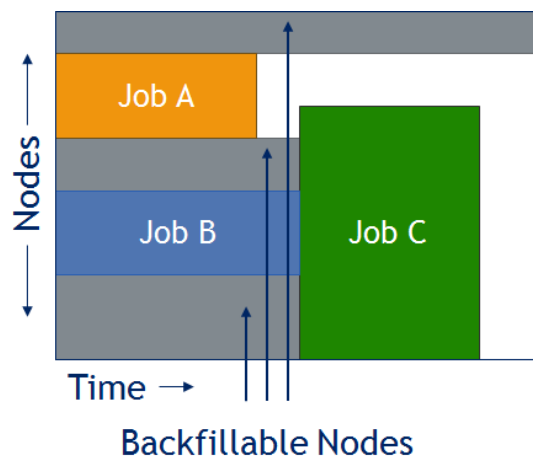 Job A
Nodes
Job B
Job C
Time
Backfillable Nodes